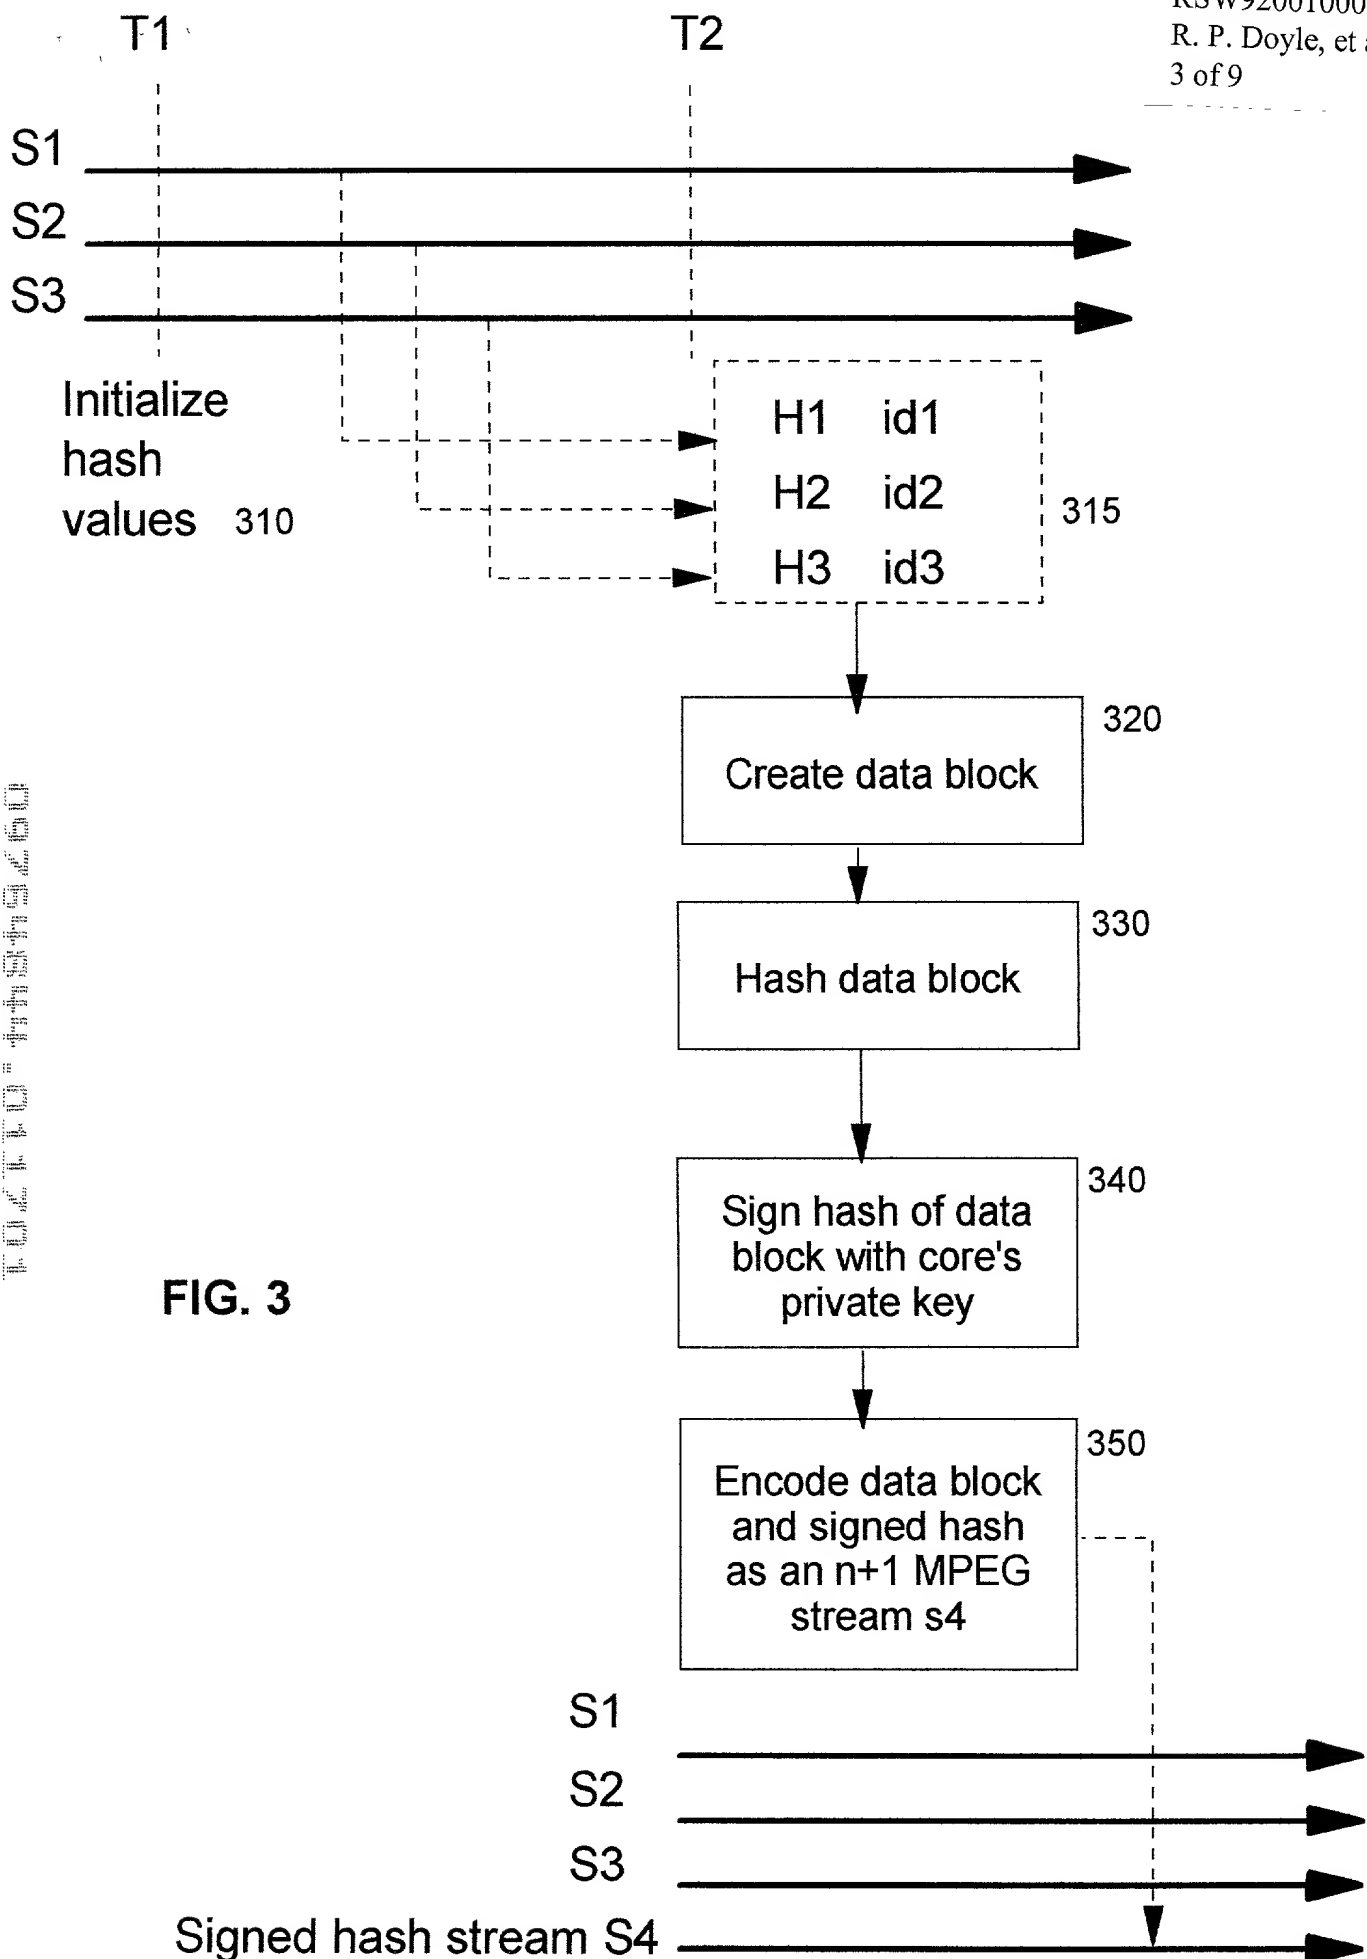 T1
T2
R. P. Doyle, et
3 of 9
S1
S2
S3
Initialize
hash
values 310
H1 id1
H2 id2
H3 id3
315
320
Create data block
330
Hash data block
340
Sign hash of data
block with core's
private key
FIG. 3
350
Encode data block
and signed hash
as an n+1 MPEG
stream s4
S1
S2
S3
Signed hash stream S4